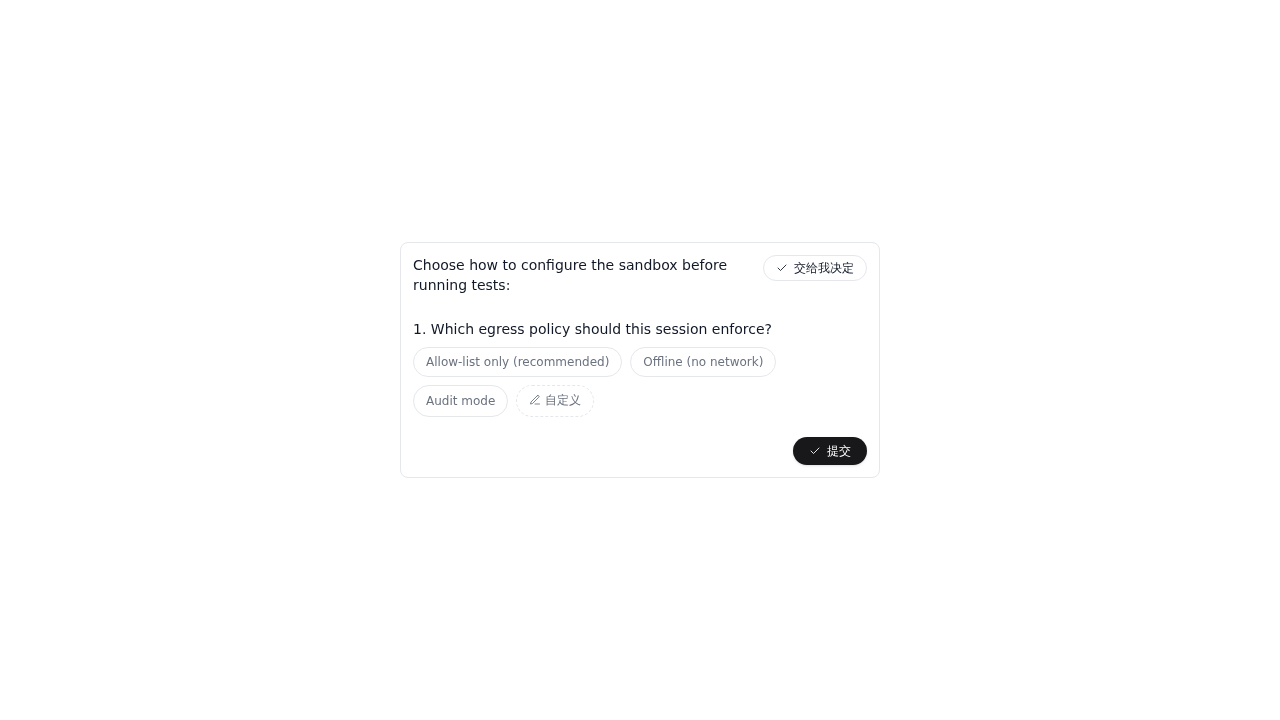 Choose how to configure the sandbox before
running tests:
交给我决定
1. Which egress policy should this session enforce?
Allow-list only (recommended)
Offline (no network)
Audit mode
自定义
提交